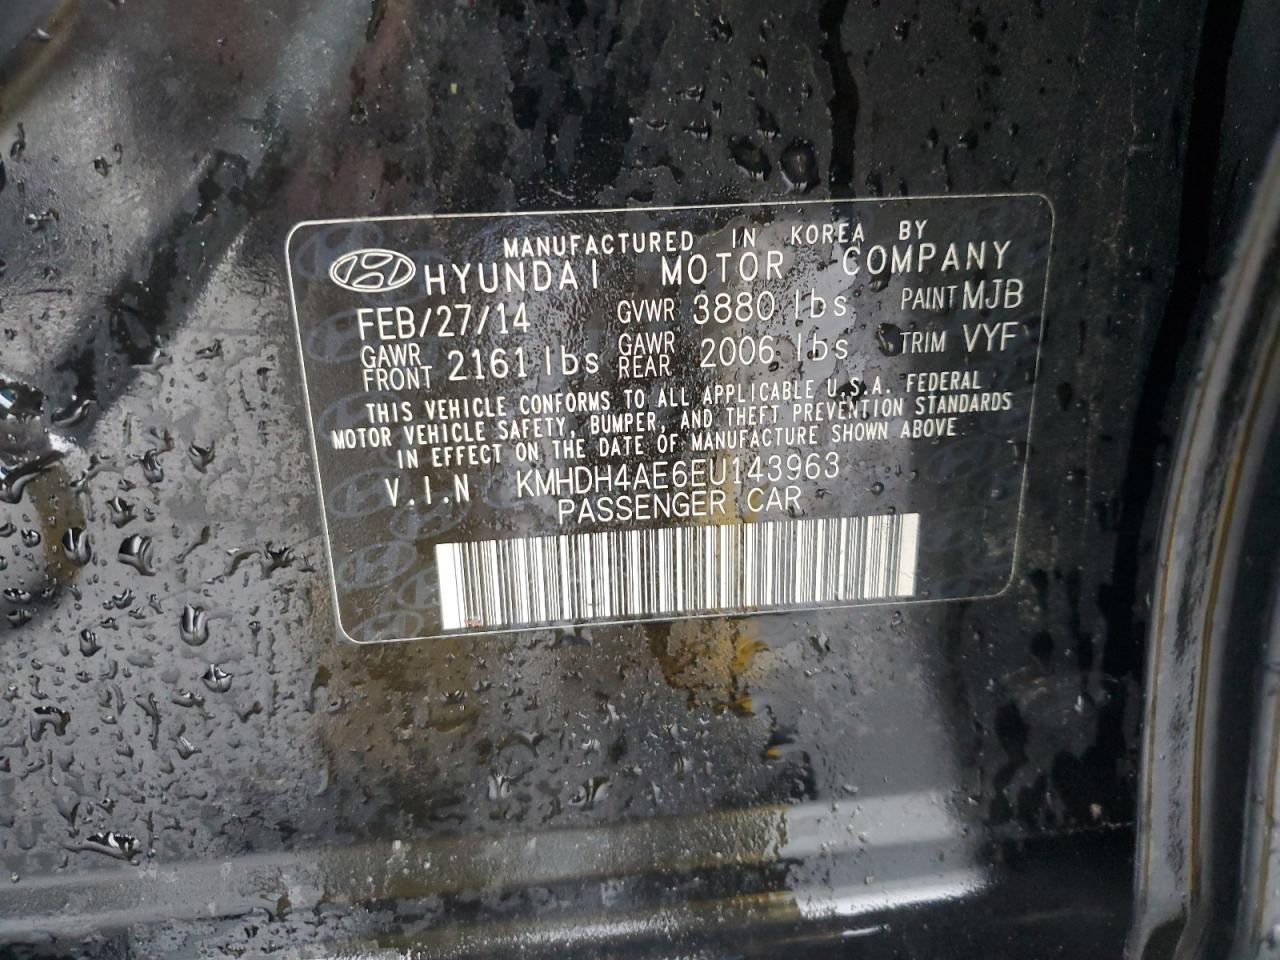 MANUFACTURED IN KOREA BY
HYUNDAI MOTOR COMPANY
FEB/27/14 GVWR 3880 lbs PAINT MJB
GAWR FRONT 2161 lbs GAWR REAR 2006 lbs TRIM VYF
THIS VEHICLE CONFORMS TO ALL APPLICABLE U.S.A. FEDERAL
MOTOR VEHICLE SAFETY, BUMPER, AND THEFT PREVENTION STANDARDS
IN EFFECT ON THE DATE OF MANUFACTURE SHOWN ABOVE
V.I.N KMHDH4AE6EU143963
PASSENGER CAR